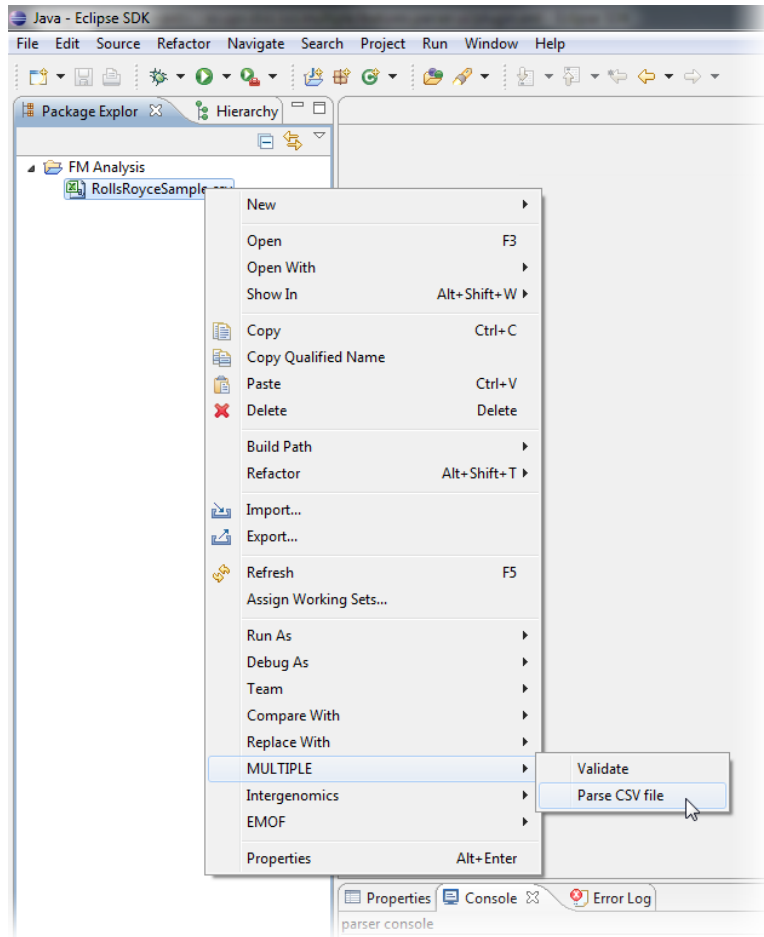 Java - Eclipse SDK
File Edit Source Refactor Navigate Search Project Run Window Help
Package Explor Hierarchy
FM Analysis
RollsRoyceSample.csv
New
Open F3
Open With
Show In Alt+Shift+W
Copy Ctrl+C
Copy Qualified Name
Paste Ctrl+V
Delete Delete
Build Path
Refactor Alt+Shift+T
Import...
Export...
Refresh F5
Assign Working Sets...
Run As
Debug As
Team
Compare With
Replace With
MULTIPLE
Validate
Parse CSV file
Intergenomics
EMOF
Properties Alt+Enter
Properties Console Error Log
parser console